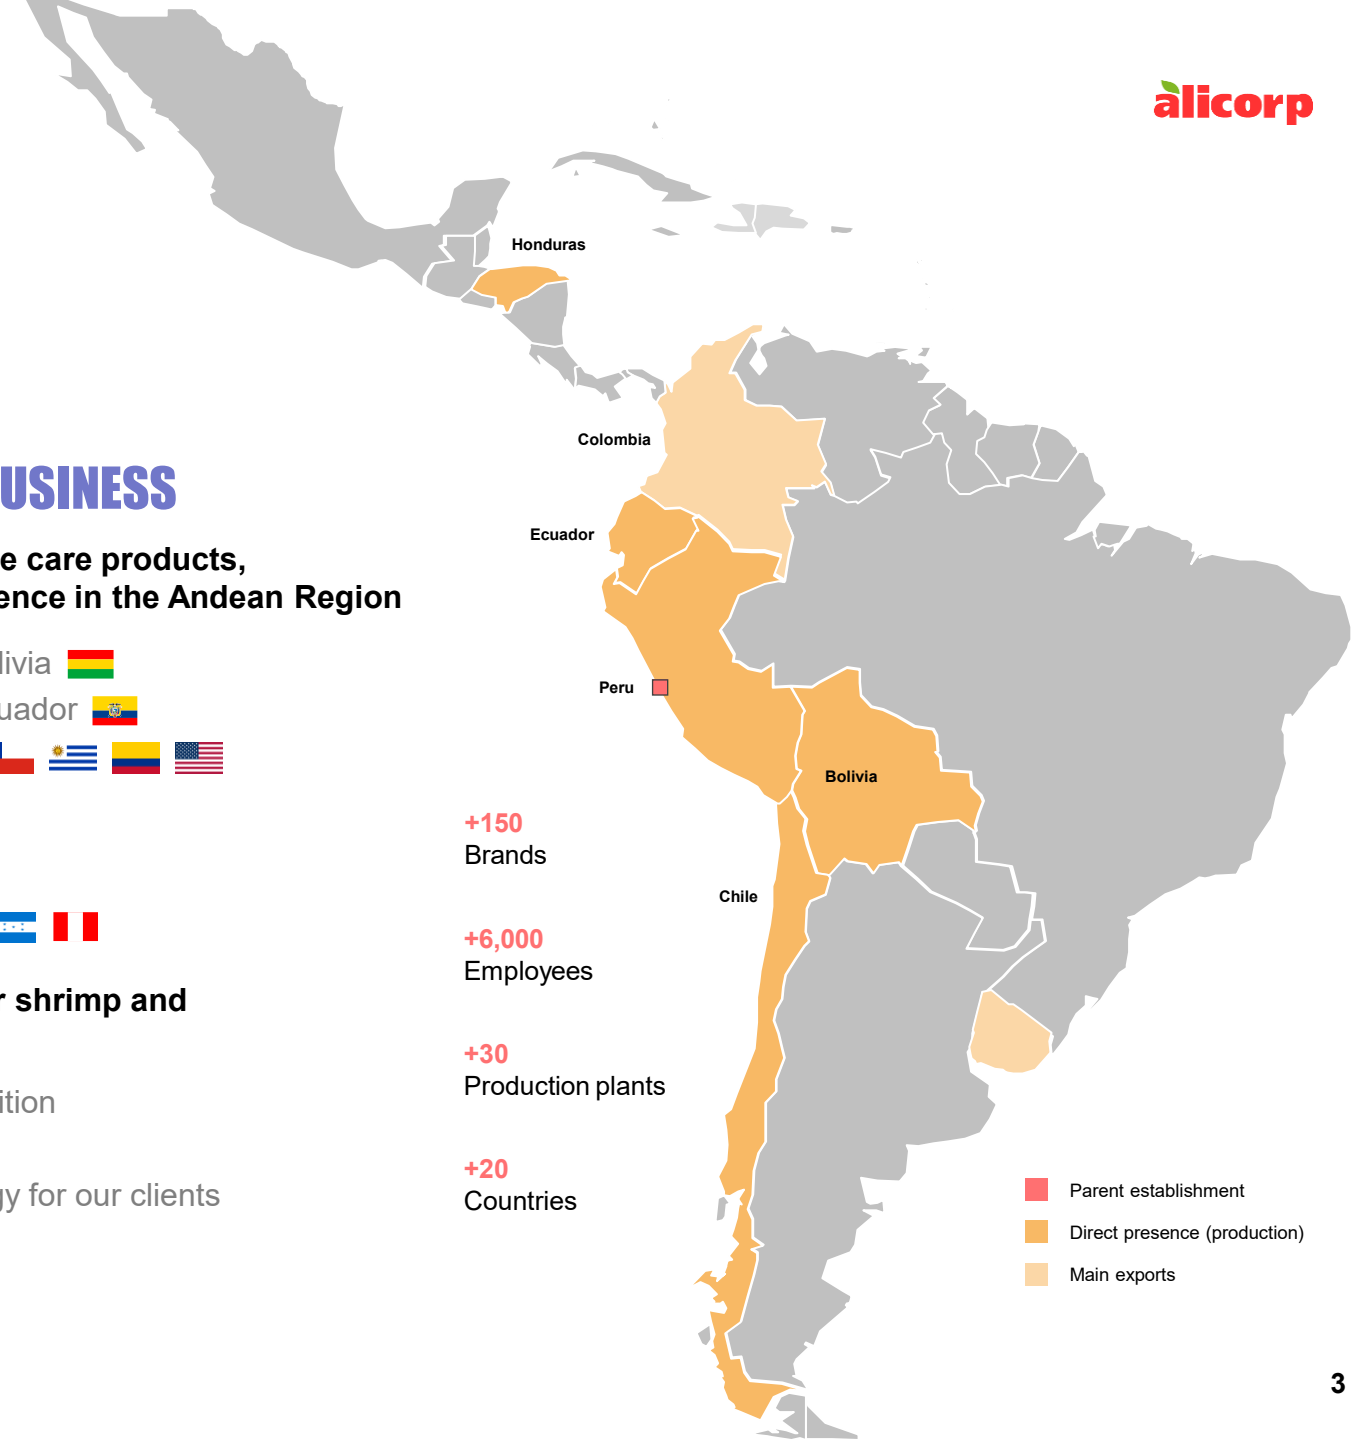 alicorp
Honduras
Colombia
USINESS
Ecuador
e care products,
ence in the Andean Region
livia
uador
Peru
Bolivia
+150
Brands
Chile
+6,000
Employees
r shrimp and
+30
Production plants
ition
+20
gy for our clients
Countries
Parent establishment
Direct presence (production)
Main exports
3